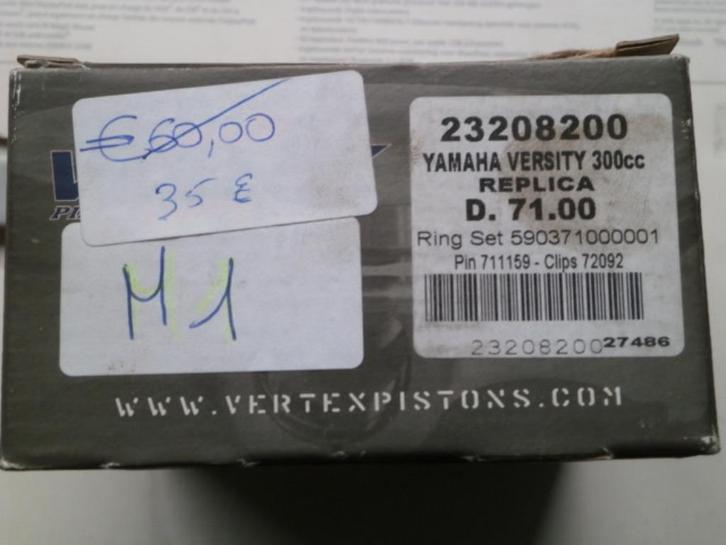 €60,00
35 €
M1
23208200
YAMAHA VERSITY 300cc
REPLICA
D. 71.00
Ring Set 590371000001
Pin 711159 - Clips 72092
23208200 27486
WWW.VERTEXPISTONS.COM